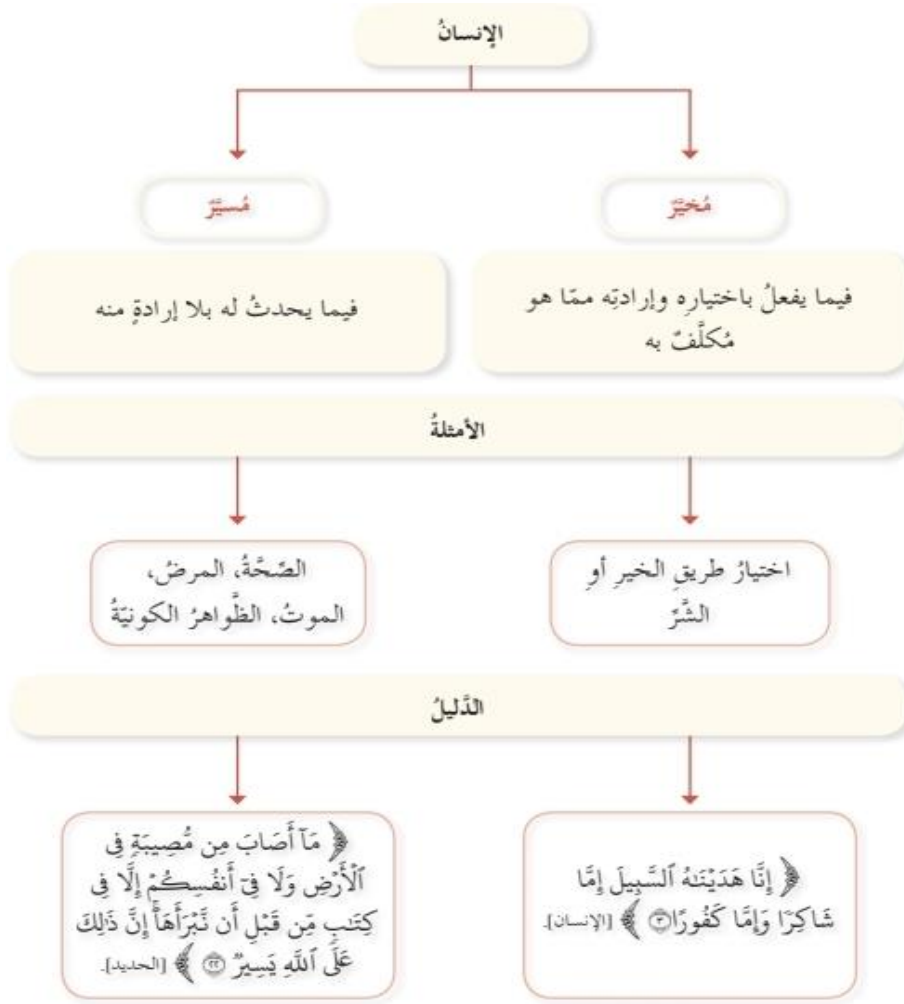 الإنسانُ
مُخيَّرٌ
مُسيَّرٌ
فيما يفعلُ باختيارِه وإرادتِه ممّا هو
مُكلَّفٌ به
فيما يحدثُ له بلا إرادةٍ منه
الأمثلةُ
اختيارُ طريقِ الخيرِ أوِ
الشَّرِّ
الصِّحَّةُ، المرضُ،
الموتُ، الظَّواهرُ الكونيّةُ
الدَّليلُ
﴿ إِنَّا هَدَيْنَٰهُ ٱلسَّبِيلَ إِمَّا
شَاكِرًا وَإِمَّا كَفُورًا ٣ ﴾ [الإنسان].
﴿ مَآ أَصَابَ مِن مُّصِيبَةٍ فِى
ٱلْأَرْضِ وَلَا فِىٓ أَنفُسِكُمْ إِلَّا فِى
كِتَٰبٍ مِّن قَبْلِ أَن نَّبْرَأَهَآ إِنَّ ذَٰلِكَ
عَلَى ٱللَّهِ يَسِيرٌ ٢٢ ﴾ [الحديد].